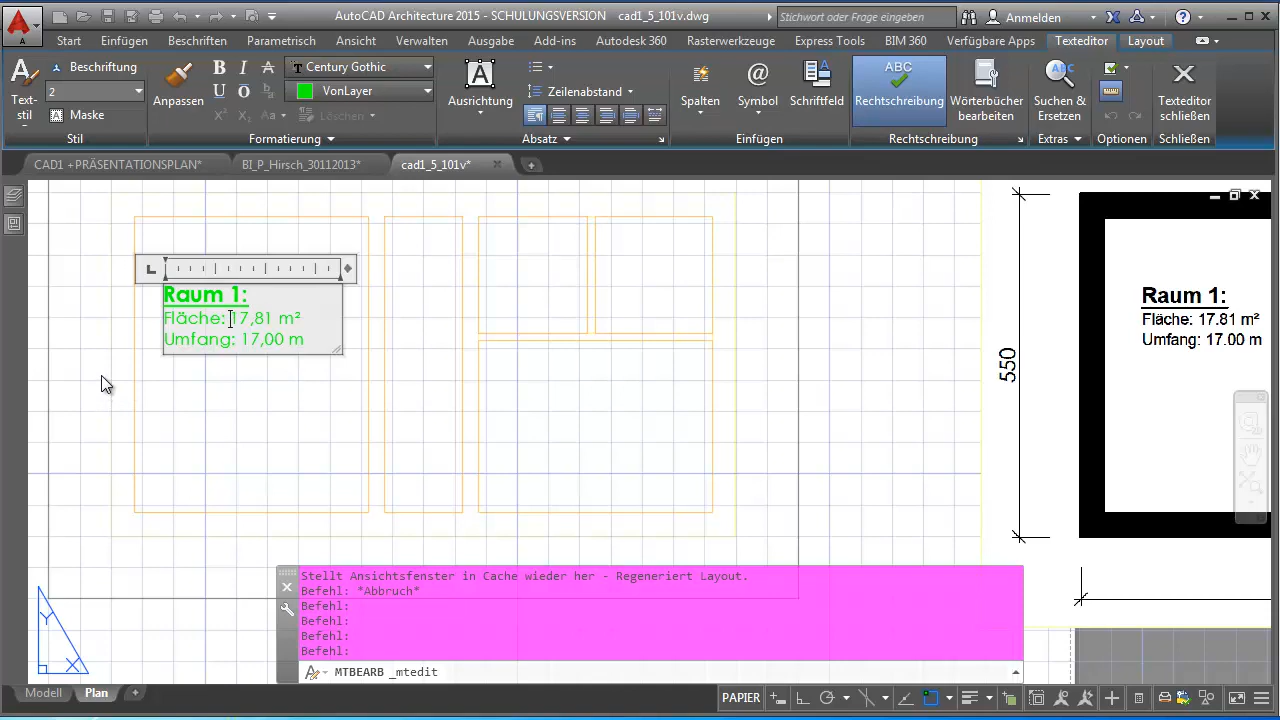 AutoCAD Architecture 2015 - SCHULUNGSVERSION cad1_5_101v.dwg
Stichwort oder Frage eingeben
Anmelden
A
Start Einfügen Beschriften Parametrisch Ansicht Verwalten Ausgabe Add-ins Autodesk 360 Rasterwerkzeuge Express Tools BIM 360 Verfügbare Apps Texteditor Layout
Text-
stil
Beschriftung
2
Maske
Stil
Anpassen
Century Gothic
VonLayer
Löschen
Formatierung
Ausrichtung
Zeilenabstand
Absatz
Spalten
Symbol
Schriftfeld
Einfügen
ABC
Rechtschreibung
Wörterbücher
bearbeiten
Rechtschreibung
Suchen &
Ersetzen
Extras
Optionen
Texteditor
schließen
Schließen
CAD1 +PRÄSENTATIONSPLAN*
BI_P_Hirsch_30112013*
cad1_5_101v*
Raum 1:
Fläche: 17,81 m²
Umfang: 17,00 m
550
Raum 1:
Fläche: 17.81 m²
Umfang: 17.00 m
Stellt Ansichtsfenster in Cache wieder her - Regeneriert Layout.
Befehl: *Abbruch*
Befehl:
Befehl:
Befehl:
Befehl:
MTBEARB _mtedit
Y
X
Modell
Plan
PAPIER